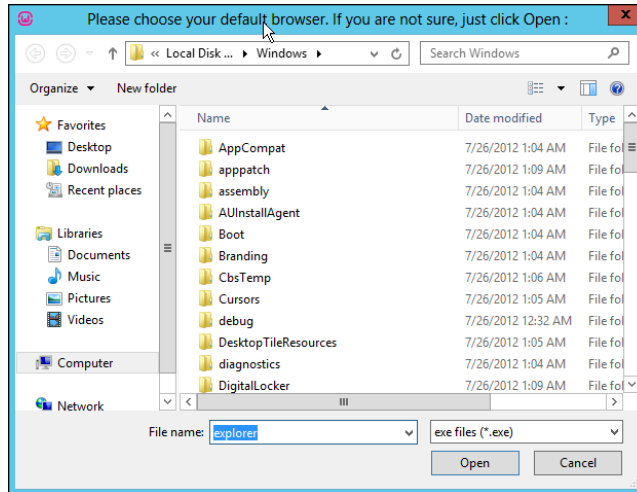 Please choose your default browser. If you are not sure, just click Open :
« Local Disk ... Windows
Search Windows
Organize New folder
Name Date modified Type
Favorites
Desktop
Downloads
Recent places
Libraries
Documents
Music
Pictures
Videos
Computer
Network
AppCompat 7/26/2012 1:04 AM File fol
apppatch 7/26/2012 1:09 AM File fol
assembly 7/26/2012 1:04 AM File fol
AUInstallAgent 7/26/2012 1:04 AM File fol
Boot 7/26/2012 1:04 AM File fol
Branding 7/26/2012 1:04 AM File fol
CbsTemp 7/26/2012 1:06 AM File fol
Cursors 7/26/2012 1:05 AM File fol
debug 7/26/2012 12:32 AM File fol
DesktopTileResources 7/26/2012 1:05 AM File fol
diagnostics 7/26/2012 1:04 AM File fol
DigitalLocker 7/26/2012 1:09 AM File fol
File name: explorer exe files (*.exe)
Open Cancel